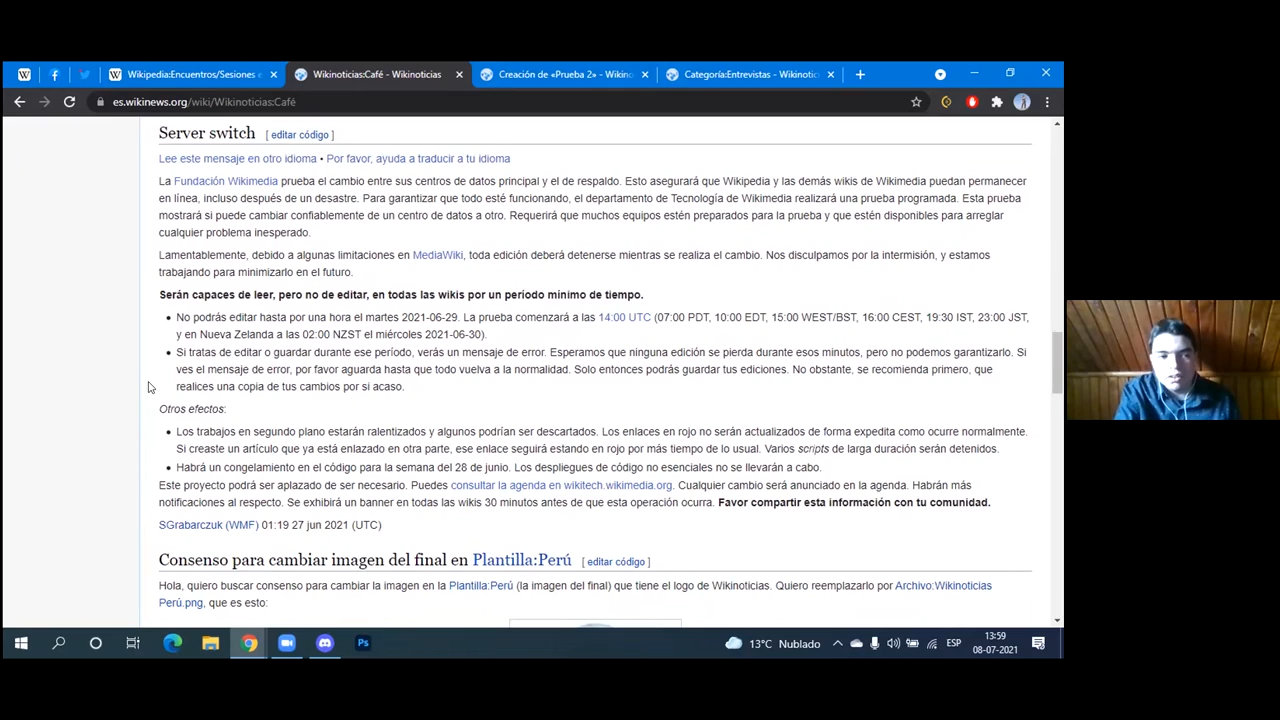 Wikipedia:Encuentros/Sesiones e
Wikinoticias:Café - Wikinoticias
Creación de «Prueba 2» - Wikino
Categoría:Entrevistas - Wikinotic
es.wikinews.org/wiki/Wikinoticias:Café
Server switch [ editar código ]
Lee este mensaje en otro idioma • Por favor, ayuda a traducir a tu idioma
La Fundación Wikimedia prueba el cambio entre sus centros de datos principal y el de respaldo. Esto asegurará que Wikipedia y las demás wikis de Wikimedia puedan permanecer
en línea, incluso después de un desastre. Para garantizar que todo esté funcionando, el departamento de Tecnología de Wikimedia realizará una prueba programada. Esta prueba
mostrará si puede cambiar confiablemente de un centro de datos a otro. Requerirá que muchos equipos estén preparados para la prueba y que estén disponibles para arreglar
cualquier problema inesperado.
Lamentablemente, debido a algunas limitaciones en MediaWiki, toda edición deberá detenerse mientras se realiza el cambio. Nos disculpamos por la intermisión, y estamos
trabajando para minimizarlo en el futuro.
Serán capaces de leer, pero no de editar, en todas las wikis por un período mínimo de tiempo.
• No podrás editar hasta por una hora el martes 2021-06-29. La prueba comenzará a las 14:00 UTC (07:00 PDT, 10:00 EDT, 15:00 WEST/BST, 16:00 CEST, 19:30 IST, 23:00 JST,
y en Nueva Zelanda a las 02:00 NZST el miércoles 2021-06-30).
• Si tratas de editar o guardar durante ese período, verás un mensaje de error. Esperamos que ninguna edición se pierda durante esos minutos, pero no podemos garantizarlo. Si
ves el mensaje de error, por favor aguarda hasta que todo vuelva a la normalidad. Solo entonces podrás guardar tus ediciones. No obstante, se recomienda primero, que
realices una copia de tus cambios por si acaso.
Otros efectos:
• Los trabajos en segundo plano estarán ralentizados y algunos podrían ser descartados. Los enlaces en rojo no serán actualizados de forma expedita como ocurre normalmente.
Si creaste un artículo que ya está enlazado en otra parte, ese enlace seguirá estando en rojo por más tiempo de lo usual. Varios scripts de larga duración serán detenidos.
• Habrá un congelamiento en el código para la semana del 28 de junio. Los despliegues de código no esenciales no se llevarán a cabo.
Este proyecto podrá ser aplazado de ser necesario. Puedes consultar la agenda en wikitech.wikimedia.org. Cualquier cambio será anunciado en la agenda. Habrán más
notificaciones al respecto. Se exhibirá un banner en todas las wikis 30 minutos antes de que esta operación ocurra. Favor compartir esta información con tu comunidad.
SGrabarczuk (WMF) 01:19 27 jun 2021 (UTC)
Consenso para cambiar imagen del final en Plantilla:Perú [ editar código ]
Hola, quiero buscar consenso para cambiar la imagen en la Plantilla:Perú (la imagen del final) que tiene el logo de Wikinoticias. Quiero reemplazarlo por Archivo:Wikinoticias
Perú.png, que es esto:
Ps
13°C Nublado
ESP
13:59
08-07-2021